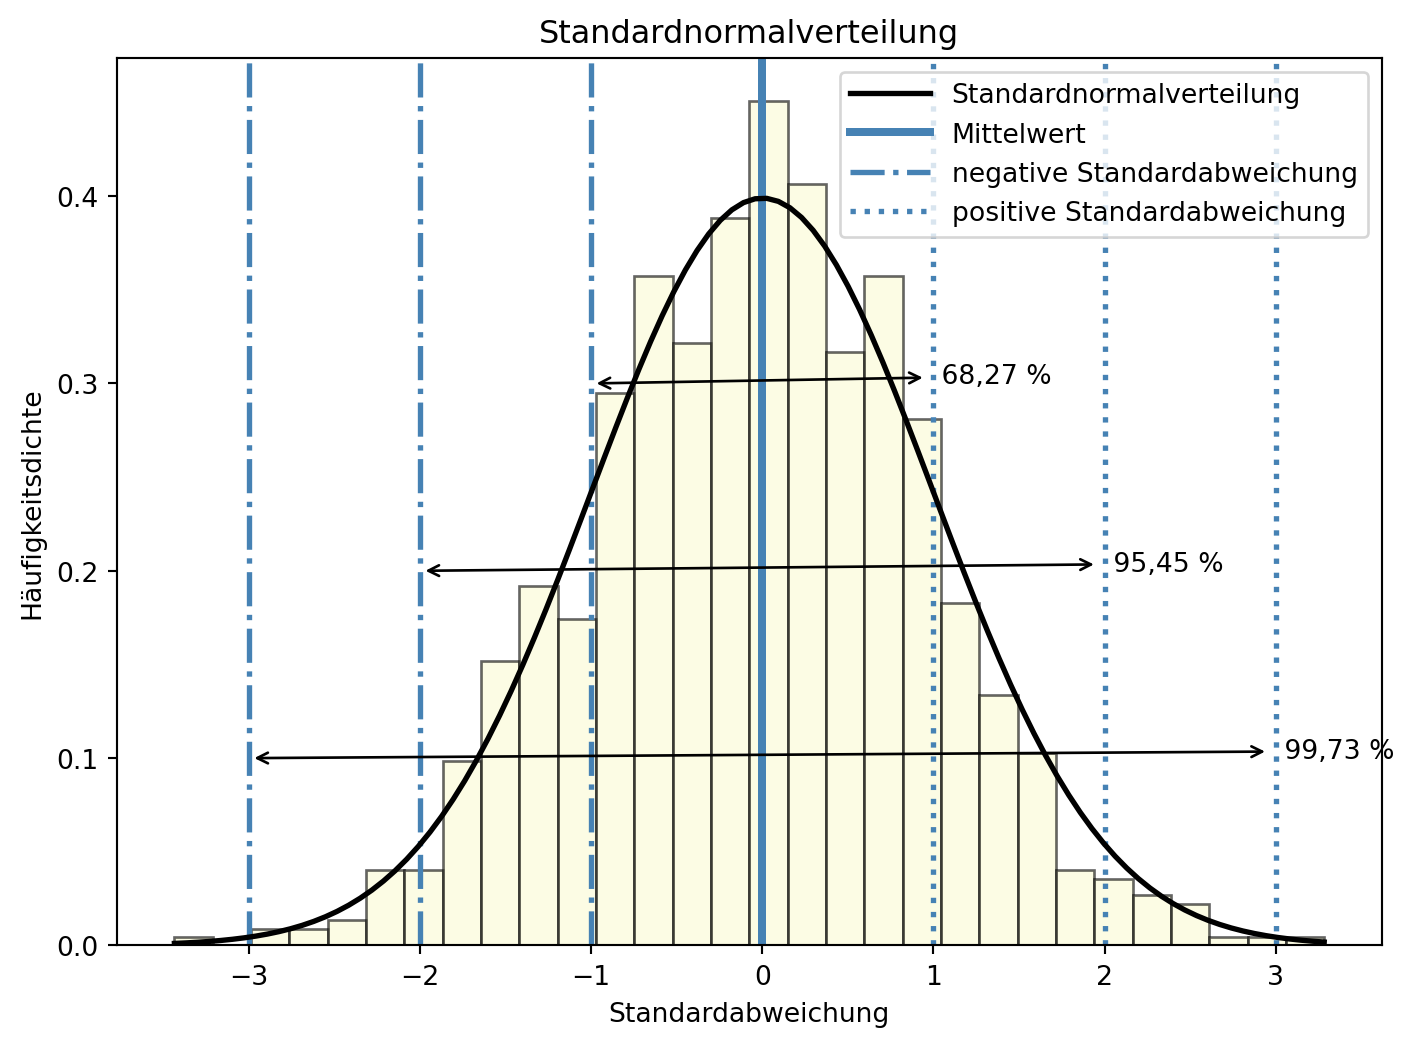 Standardnormalverteilung
Standardnormalverteilung
Mittelwert
negative Standardabweichung
positive Standardabweichung
Häufigkeitsdichte
0.4
0.3
0.2
0.1
0.0
68,27 %
95,45 %
99,73 %
−3 −2 −1 0 1 2 3
Standardabweichung